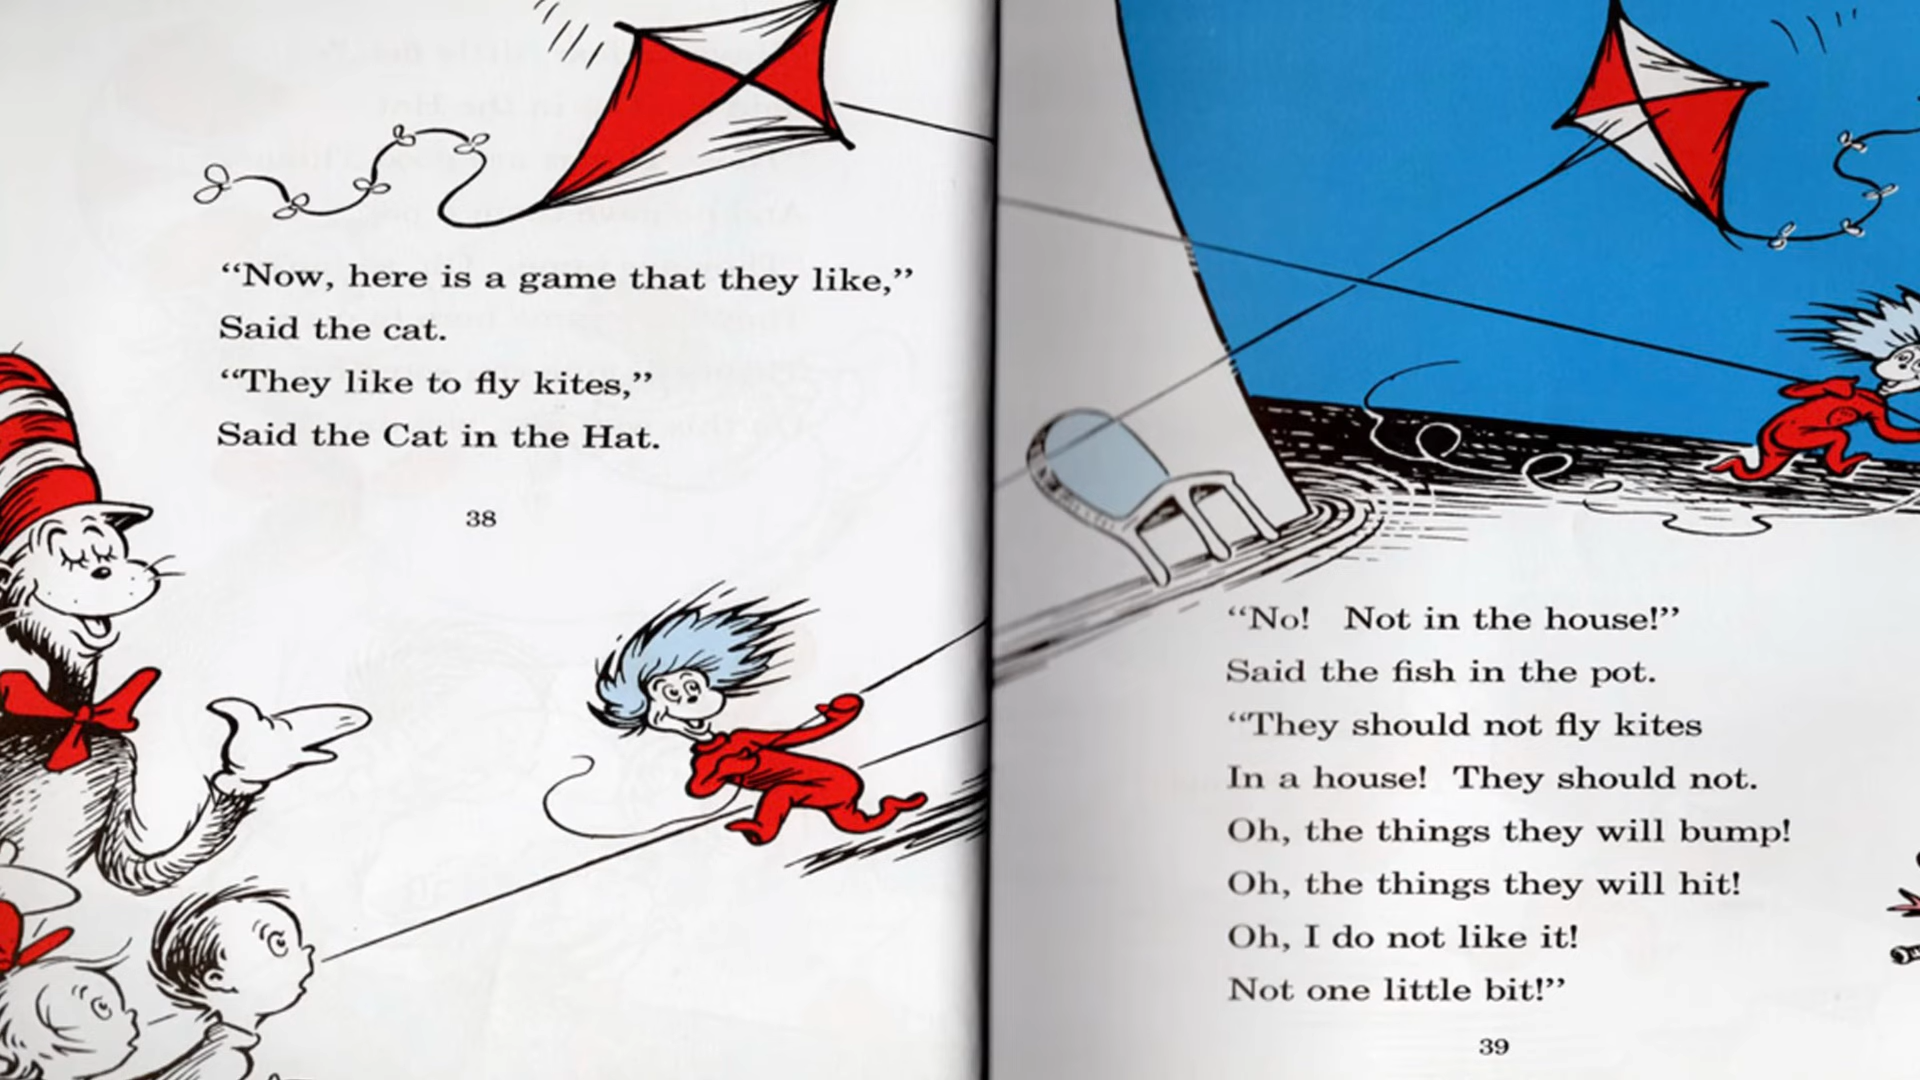 “Now, here is a game that they like,”
Said the cat.
“They like to fly kites,”
Said the Cat in the Hat.
38
“No! Not in the house!”
Said the fish in the pot.
“They should not fly kites
In a house! They should not.
Oh, the things they will bump!
Oh, the things they will hit!
Oh, I do not like it!
Not one little bit!”
39